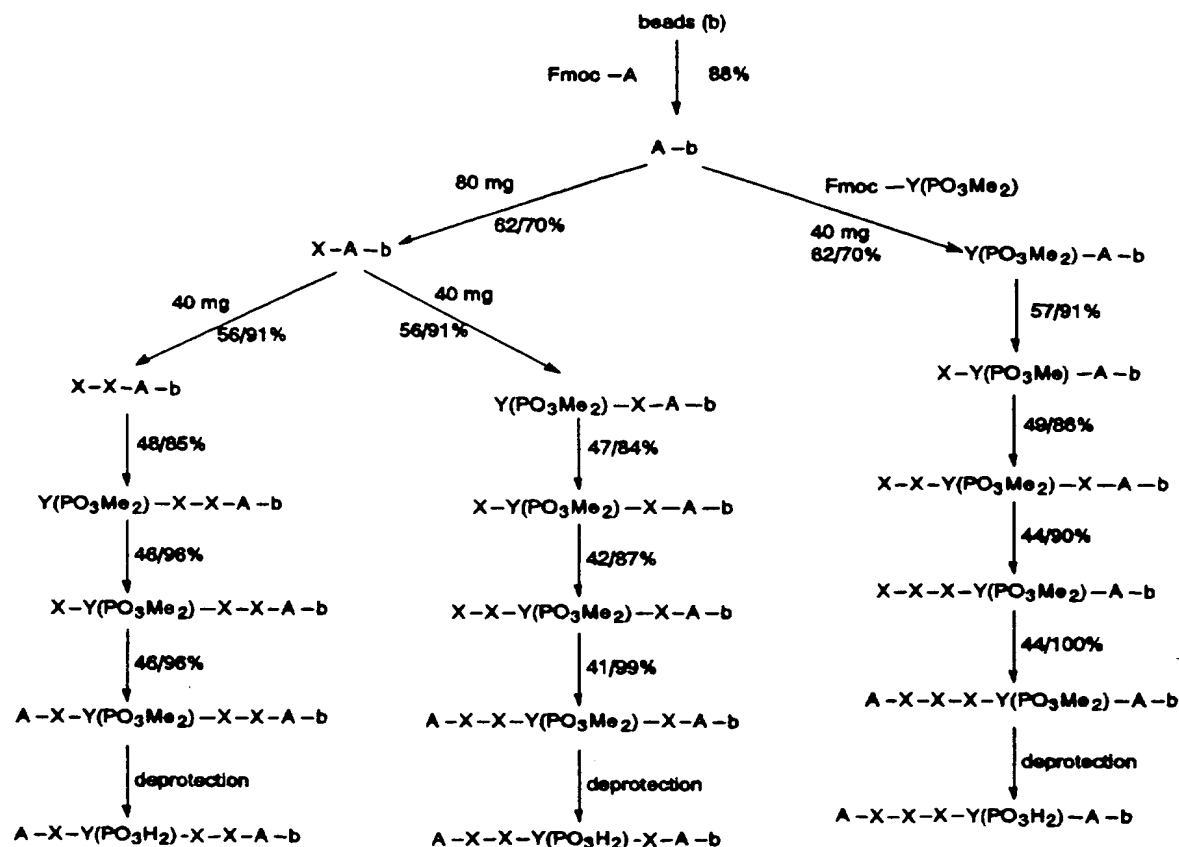 beads (b)
Fmoc –A 88%
A –b
80 mg
62/70%
Fmoc –Y(PO3Me2)
40 mg
62/70%
X–A–b
Y(PO3Me2)–A–b
40 mg
56/91%
40 mg
56/91%
57/91%
X–X–A–b
Y(PO3Me2)–X–A–b
X–Y(PO3Me)–A–b
48/85%
47/84%
49/86%
Y(PO3Me2)–X–X–A–b
X–Y(PO3Me2)–X–A–b
X–X–Y(PO3Me2)–X–A–b
46/96%
42/87%
44/90%
X–Y(PO3Me2)–X–X–A–b
X–X–Y(PO3Me2)–X–A–b
X–X–X–Y(PO3Me2)–A–b
46/96%
41/99%
44/100%
A–X–Y(PO3Me2)–X–X–A–b
A–X–X–Y(PO3Me2)–X–A–b
A–X–X–X–Y(PO3Me2)–A–b
deprotection
deprotection
deprotection
A–X–Y(PO3H2)-X–X–A–b
A–X–X–Y(PO3H2)-X–A–b
A–X–X–X–Y(PO3H2)–A–b